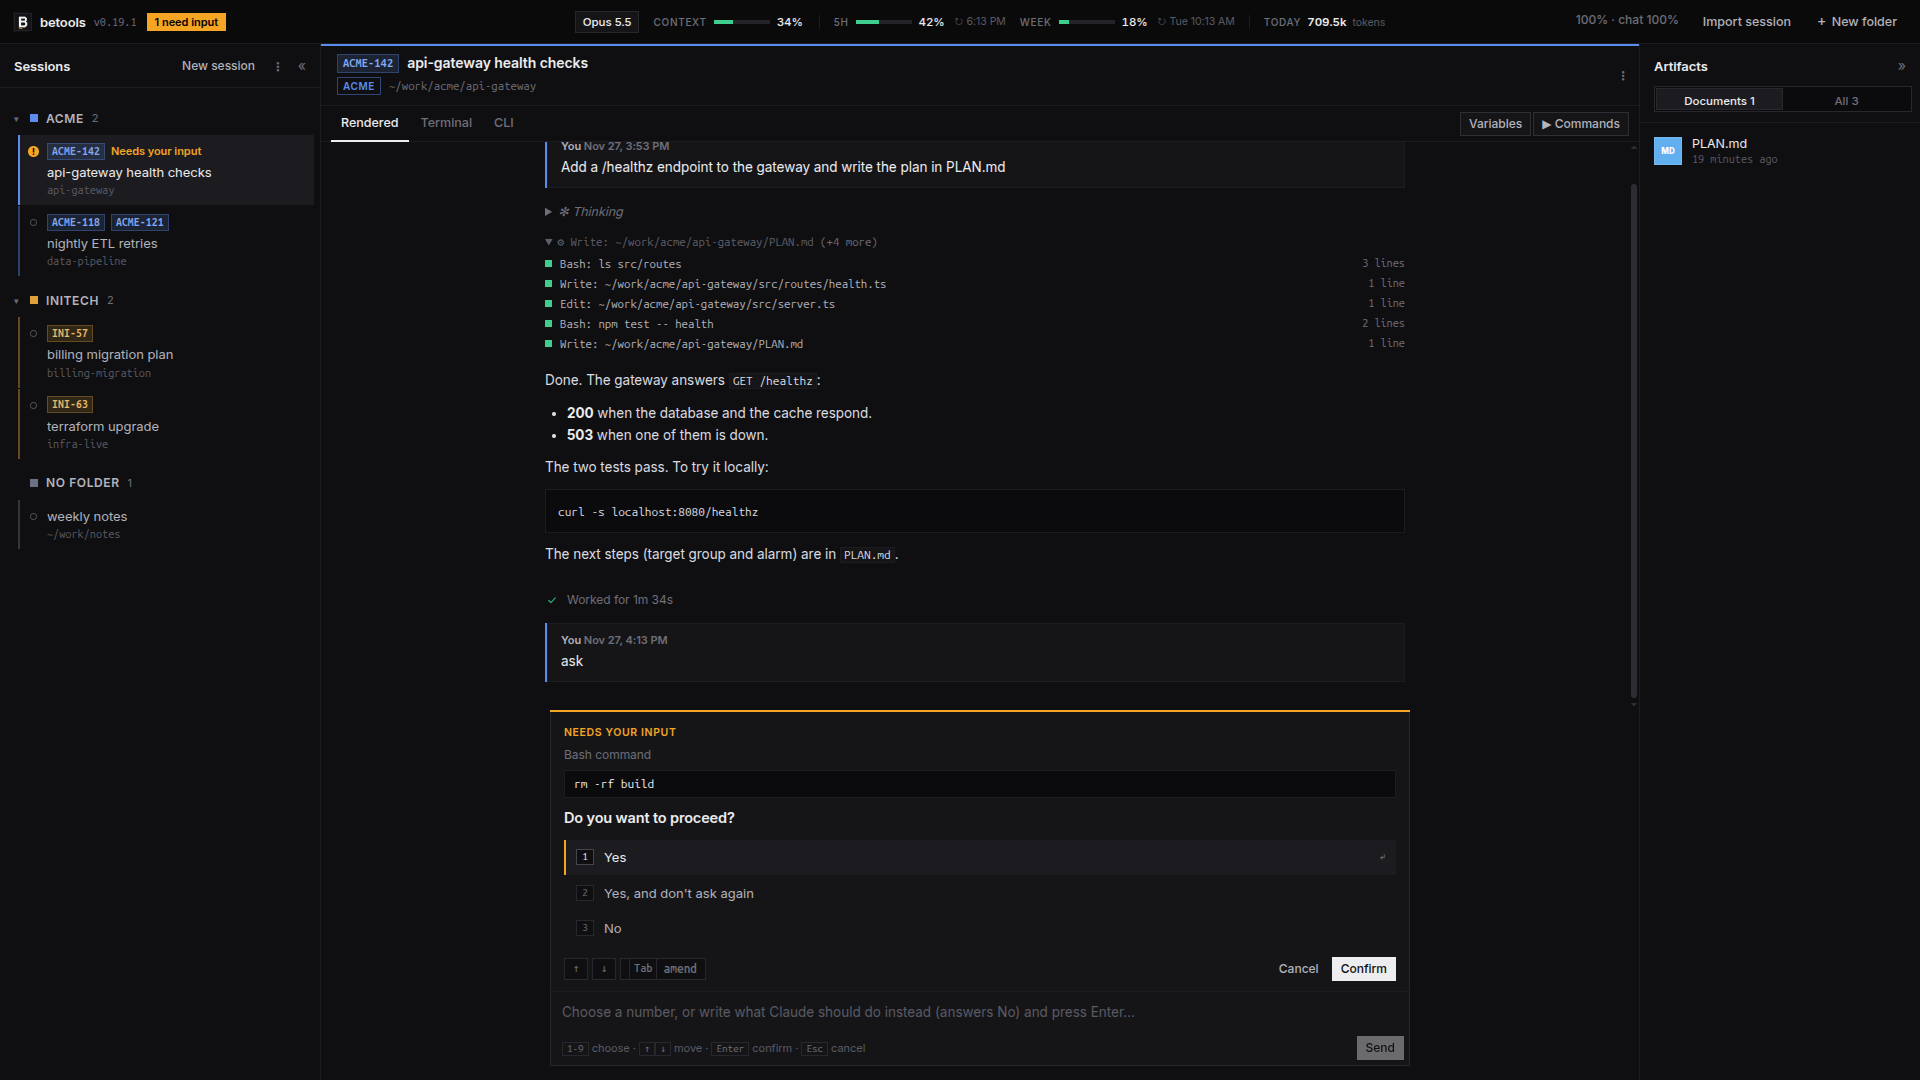 B betools v0.19.1 1 need input
Opus 5.5 CONTEXT 34% 5H 42% ↻ 6:13 PM WEEK 18% ↻ Tue 10:13 AM TODAY 709.5k tokens
100% · chat 100% Import session + New folder
Sessions New session ⋮ «
▾ ACME 2
! ACME-142 Needs your input
api-gateway health checks
api-gateway
ACME-118 ACME-121
nightly ETL retries
data-pipeline
▾ INITECH 2
INI-57
billing migration plan
billing-migration
INI-63
terraform upgrade
infra-live
NO FOLDER 1
weekly notes
~/work/notes
ACME-142 api-gateway health checks
ACME ~/work/acme/api-gateway
⋮
Rendered Terminal CLI
Variables ▶ Commands
You Nov 27, 3:53 PM
Add a /healthz endpoint to the gateway and write the plan in PLAN.md
▶ ✻ Thinking
▼ ⚙ Write: ~/work/acme/api-gateway/PLAN.md (+4 more)
Bash: ls src/routes 3 lines
Write: ~/work/acme/api-gateway/src/routes/health.ts 1 line
Edit: ~/work/acme/api-gateway/src/server.ts 1 line
Bash: npm test -- health 2 lines
Write: ~/work/acme/api-gateway/PLAN.md 1 line
Done. The gateway answers GET /healthz:
• 200 when the database and the cache respond.
• 503 when one of them is down.
The two tests pass. To try it locally:
curl -s localhost:8080/healthz
The next steps (target group and alarm) are in PLAN.md.
✓ Worked for 1m 34s
You Nov 27, 4:13 PM
ask
NEEDS YOUR INPUT
Bash command
rm -rf build
Do you want to proceed?
1 Yes ⏎
2 Yes, and don't ask again
3 No
↑ ↓ Tab amend
Cancel Confirm
Choose a number, or write what Claude should do instead (answers No) and press Enter...
1-9 choose · ↑ ↓ move · Enter confirm · Esc cancel
Send
Artifacts »
Documents 1 All 3
MD PLAN.md
19 minutes ago